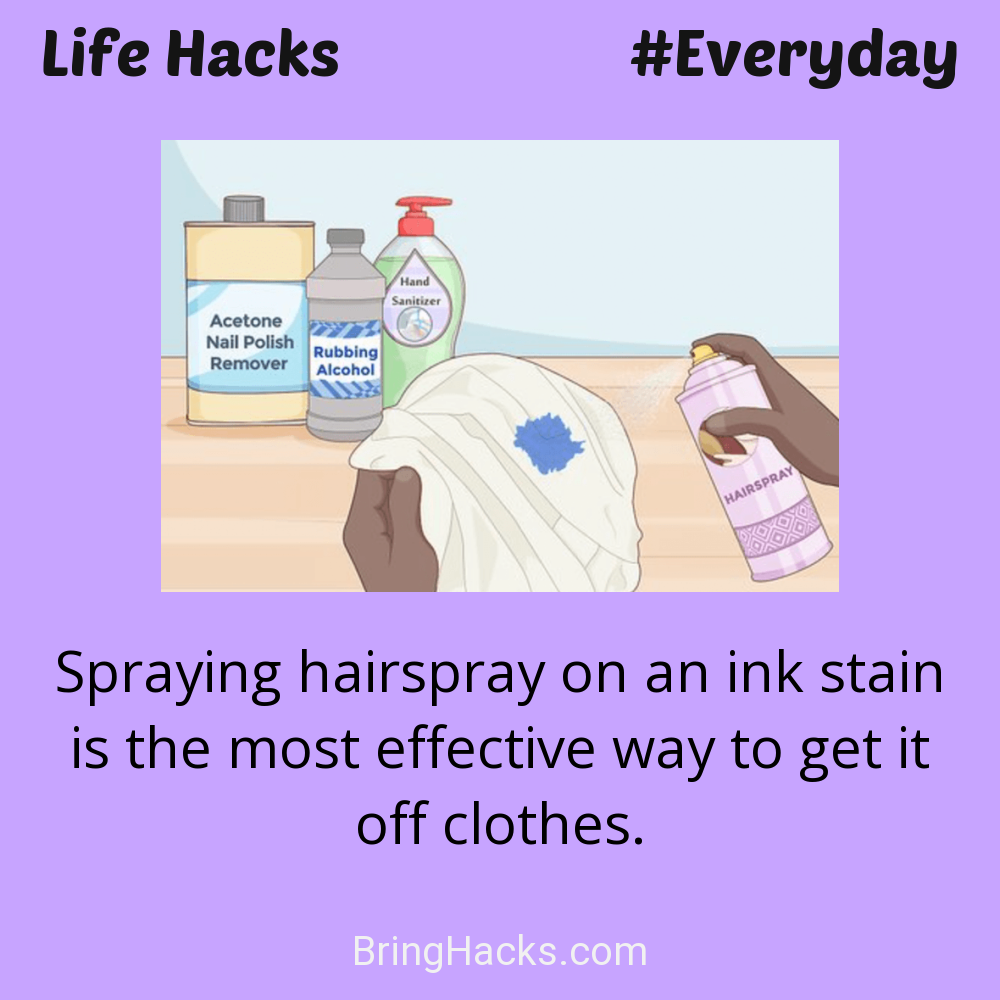 Life Hacks #Everyday
Acetone
Nail Polish
Remover
Rubbing
Alcohol
Hand
Sanitizer
HAIRSPRAY
Spraying hairspray on an ink stain
is the most effective way to get it
off clothes.
BringHacks.com